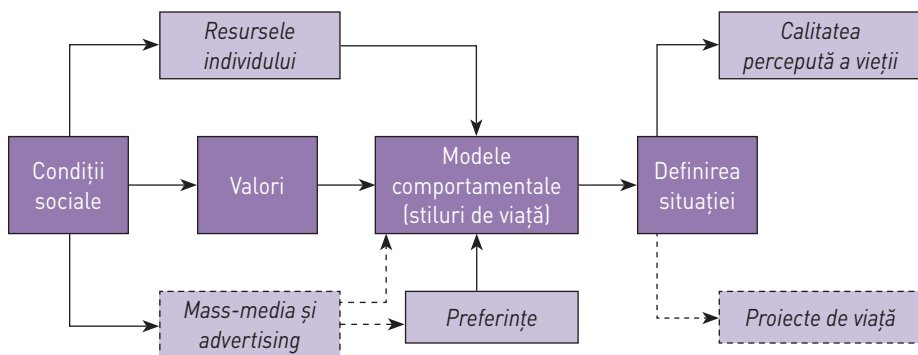 Resursele
individului
Calitatea
percepută a vieții
Condiții
sociale
Valori
Modele
comportamentale
(stiluri de viață)
Definirea
situației
Mass-media și
advertising
Preferințe
Proiecte de viață